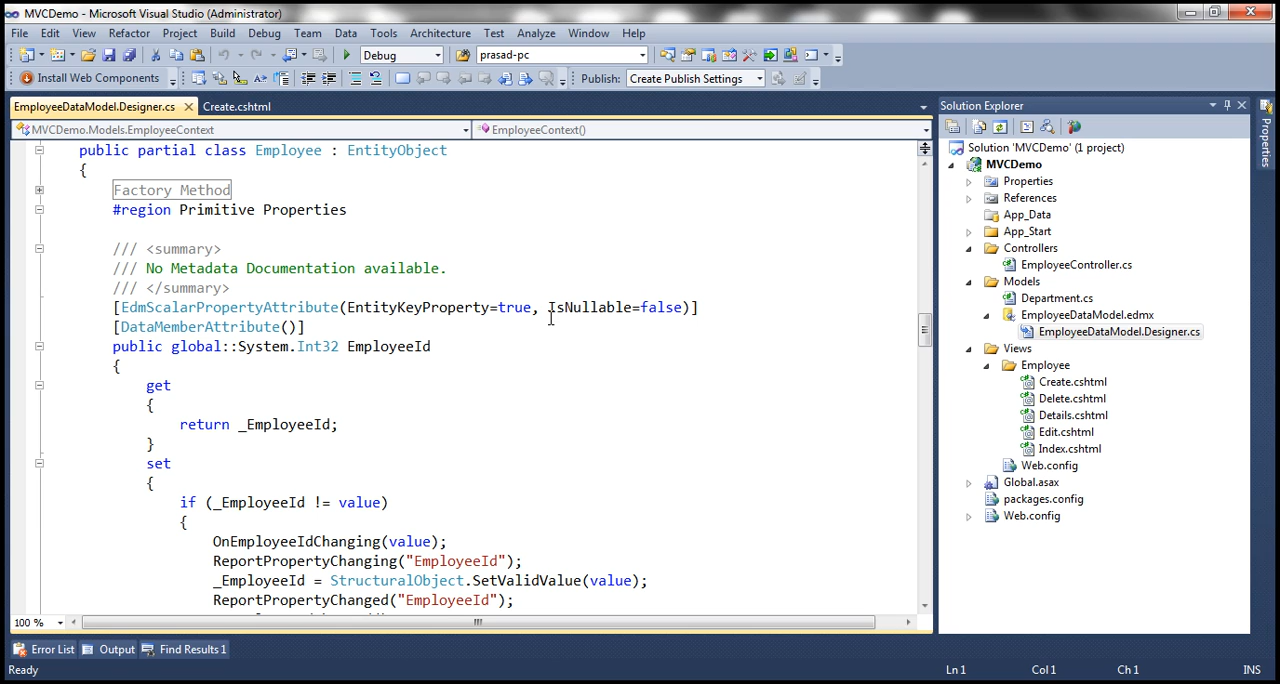 MVCDemo - Microsoft Visual Studio (Administrator)
File Edit View Refactor Project Build Debug Team Data Tools Architecture Test Analyze Window Help
Debug prasad-pc
Install Web Components Publish: Create Publish Settings
EmployeeDataModel.Designer.cs Create.cshtml
MVCDemo.Models.EmployeeContext EmployeeContext()
public partial class Employee : EntityObject
{
Factory Method
#region Primitive Properties
/// <summary>
/// No Metadata Documentation available.
/// </summary>
[EdmScalarPropertyAttribute(EntityKeyProperty=true, IsNullable=false)]
[DataMemberAttribute()]
public global::System.Int32 EmployeeId
{
get
{
return _EmployeeId;
}
set
{
if (_EmployeeId != value)
{
OnEmployeeIdChanging(value);
ReportPropertyChanging("EmployeeId");
_EmployeeId = StructuralObject.SetValidValue(value);
ReportPropertyChanged("EmployeeId");
100 %
Solution Explorer
Solution 'MVCDemo' (1 project)
MVCDemo
Properties
References
App_Data
App_Start
Controllers
EmployeeController.cs
Models
Department.cs
EmployeeDataModel.edmx
EmployeeDataModel.Designer.cs
Views
Employee
Create.cshtml
Delete.cshtml
Details.cshtml
Edit.cshtml
Index.cshtml
Web.config
Global.asax
packages.config
Web.config
Properties
Error List Output Find Results 1
Ready Ln 1 Col 1 Ch 1 INS